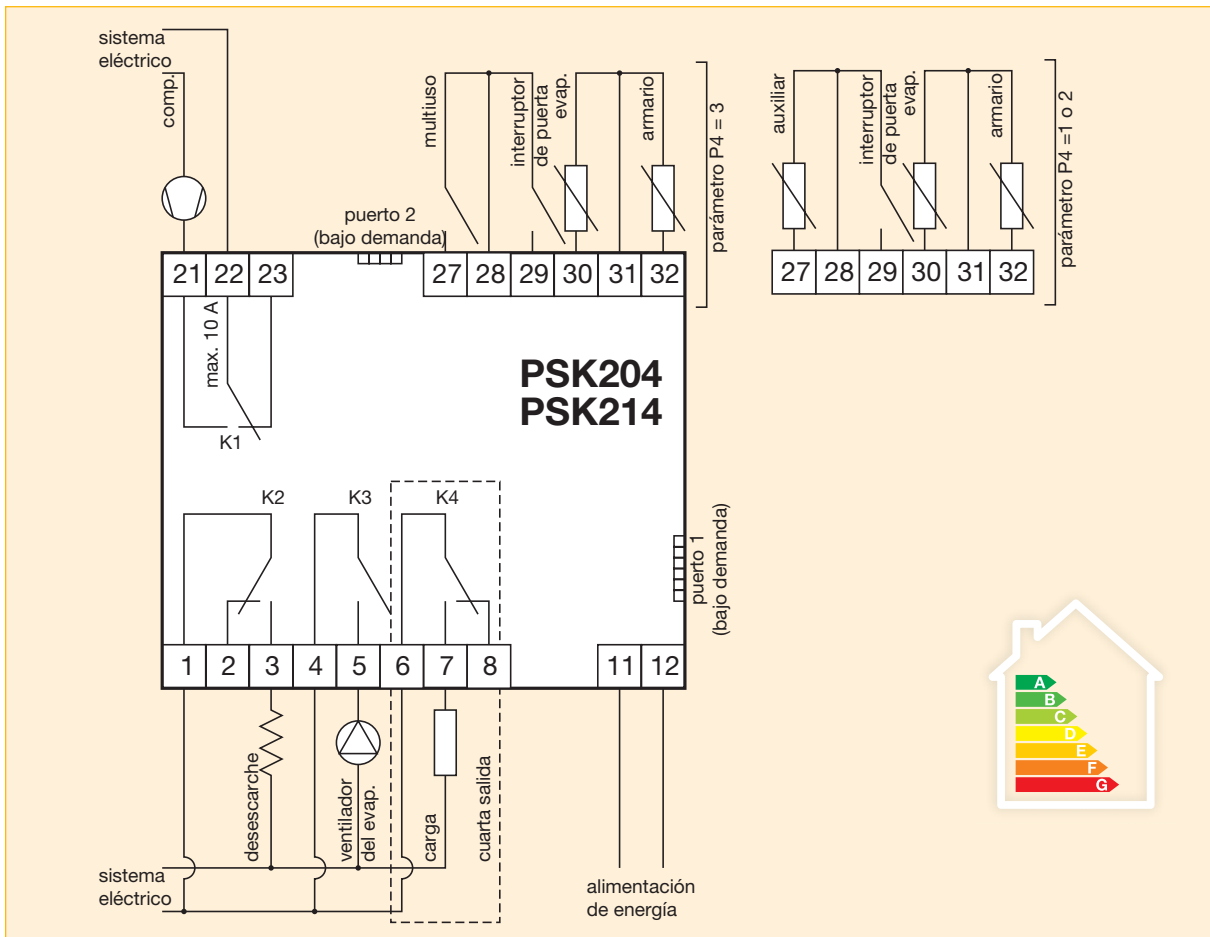 sistema
eléctrico
comp.
multiuso
interruptor
de puerta
evap.
armario
parámetro P4 = 3
auxiliar
interruptor
de puerta
evap.
armario
parámetro P4 =1 o 2
puerto 2
(bajo demanda)
21 22 23
27 28 29 30 31 32
27 28 29 30 31 32
max. 10 A
K1
PSK204
PSK214
K2
K3
K4
puerto 1
(bajo demanda)
1 2 3 4 5 6 7 8
11 12
desescarche
ventilador
del evap.
carga
cuarta salida
sistema
eléctrico
alimentación
de energía
A
B
C
D
E
F
G